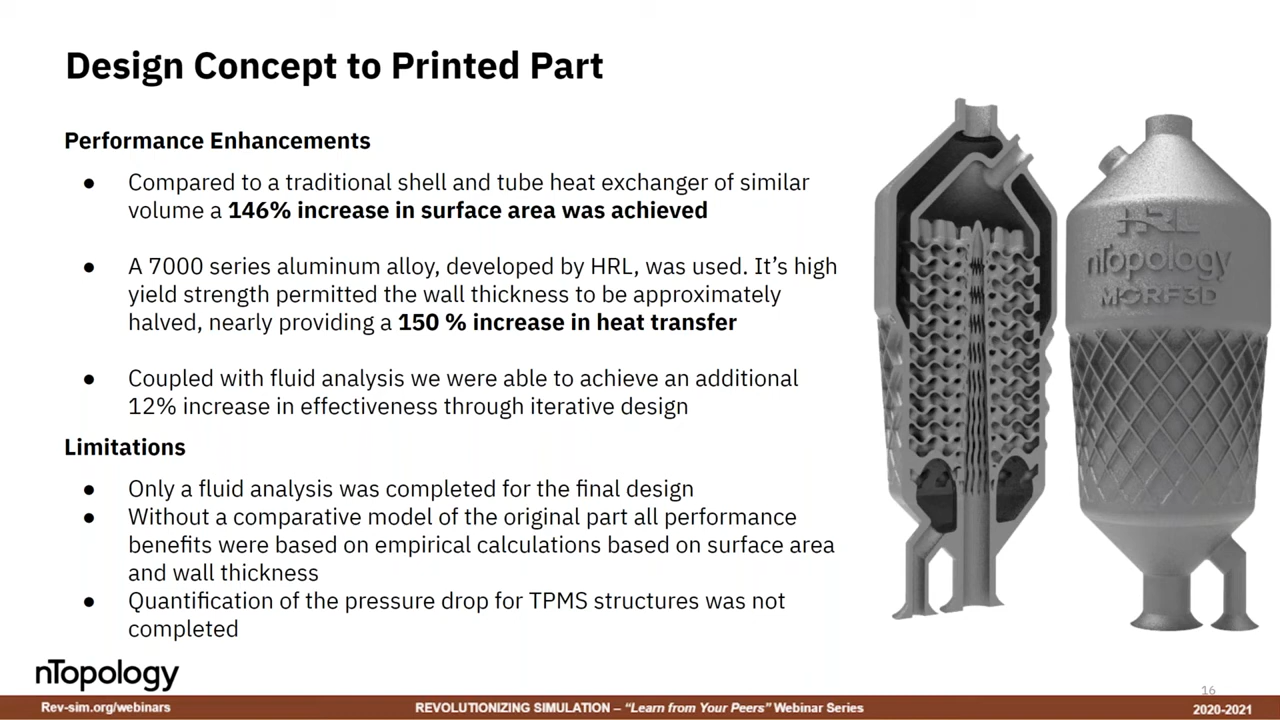 Design Concept to Printed Part
Performance Enhancements
● Compared to a traditional shell and tube heat exchanger of similar
volume a 146% increase in surface area was achieved
● A 7000 series aluminum alloy, developed by HRL, was used. It’s high
yield strength permitted the wall thickness to be approximately
halved, nearly providing a 150 % increase in heat transfer
● Coupled with fluid analysis we were able to achieve an additional
12% increase in effectiveness through iterative design
Limitations
● Only a fluid analysis was completed for the final design
● Without a comparative model of the original part all performance
benefits were based on empirical calculations based on surface area
and wall thickness
● Quantification of the pressure drop for TPMS structures was not
completed
HRL
nTopology
MORF3D
nTopology
16
Rev-sim.org/webinars
REVOLUTIONIZING SIMULATION – “Learn from Your Peers” Webinar Series
2020-2021